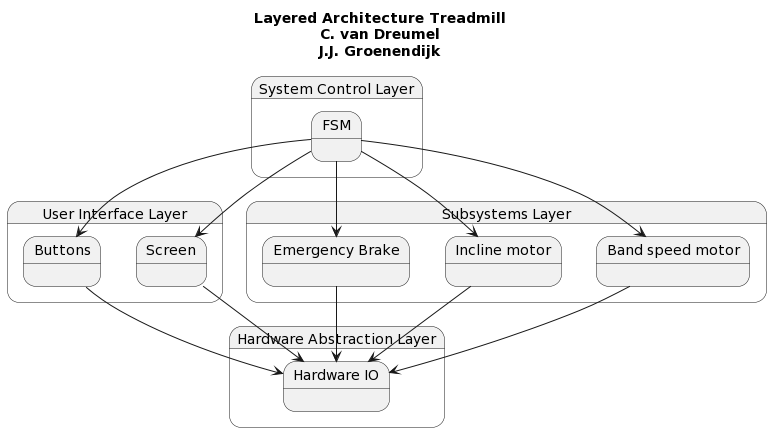 Layered Architecture Treadmill
C. van Dreumel
J.J. Groenendijk
System Control Layer
FSM
User Interface Layer
Subsystems Layer
Buttons
Screen
Emergency Brake
Incline motor
Band speed motor
Hardware Abstraction Layer
Hardware IO